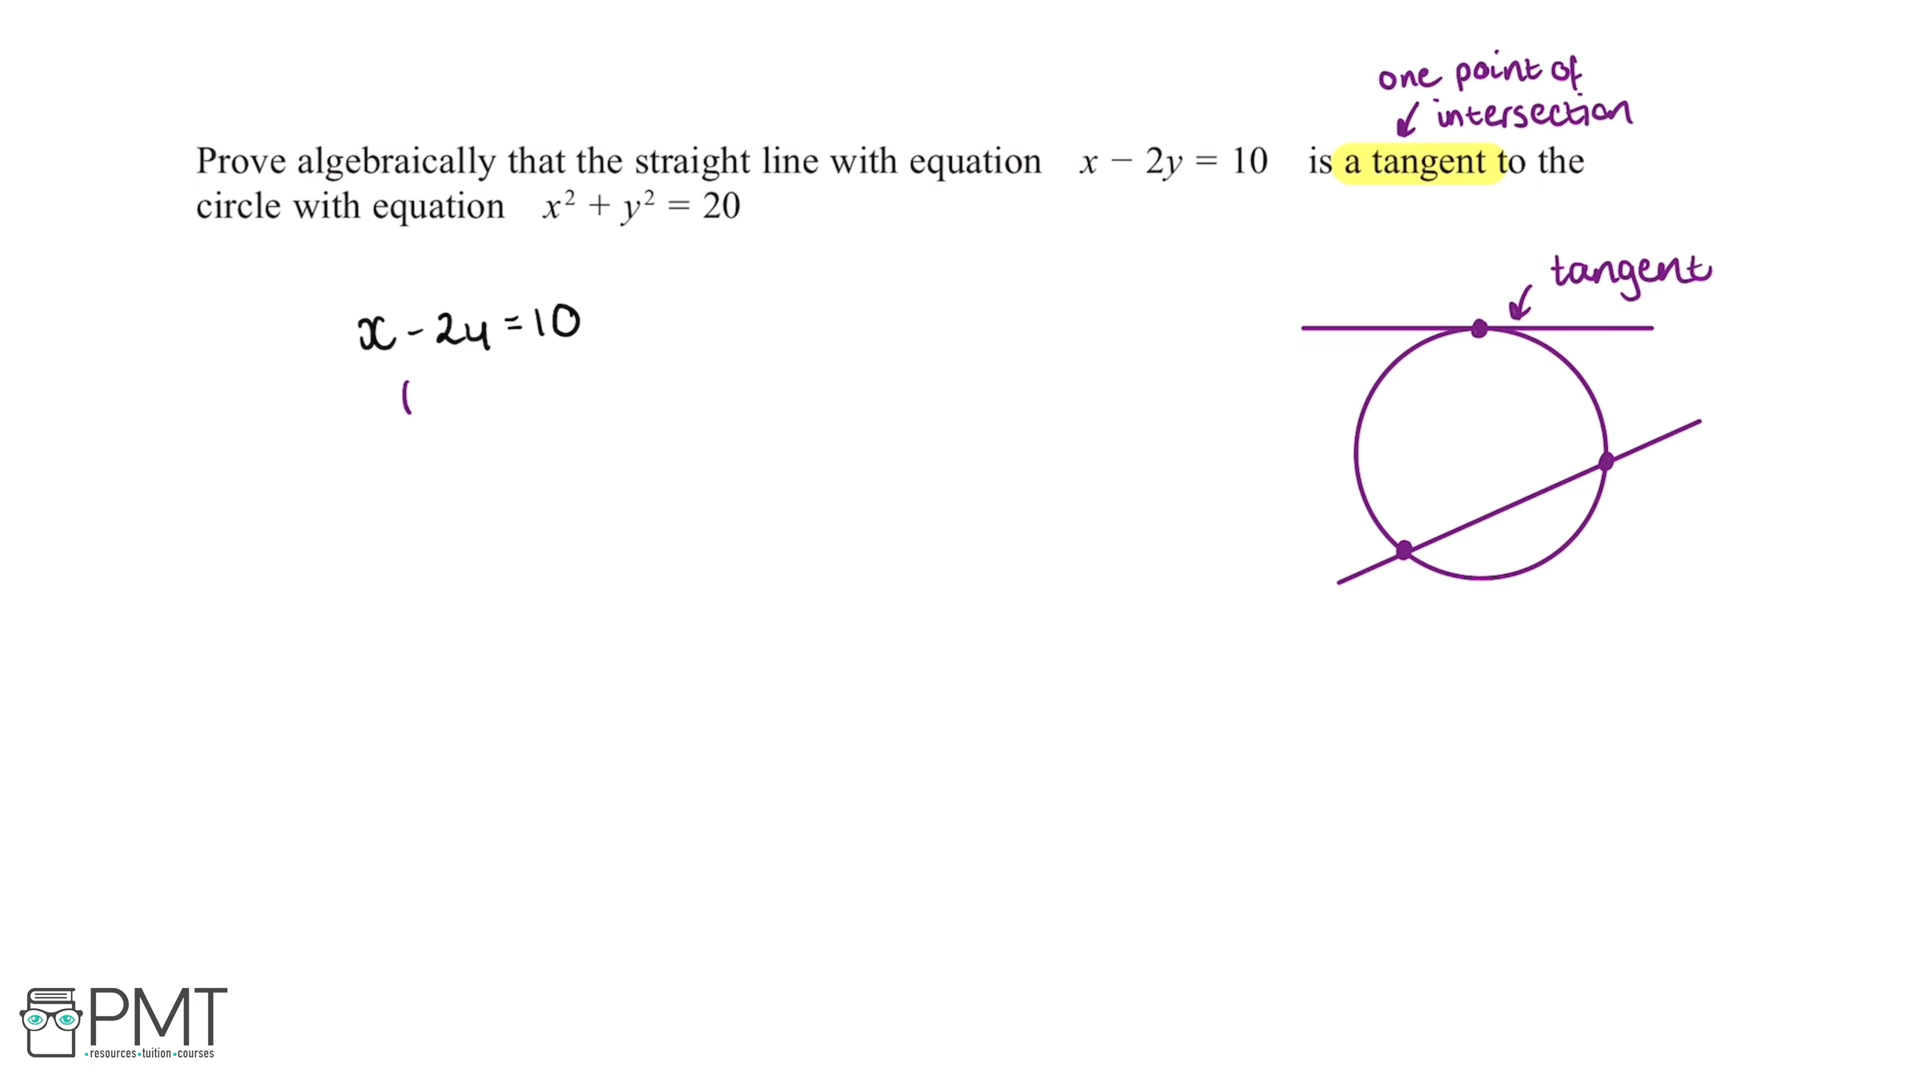 one point of
↙ intersection
Prove algebraically that the straight line with equation x − 2y = 10 is a tangent to the
circle with equation x² + y² = 20
tangent
x - 2y = 10
(
PMT
•resources•tuition•courses